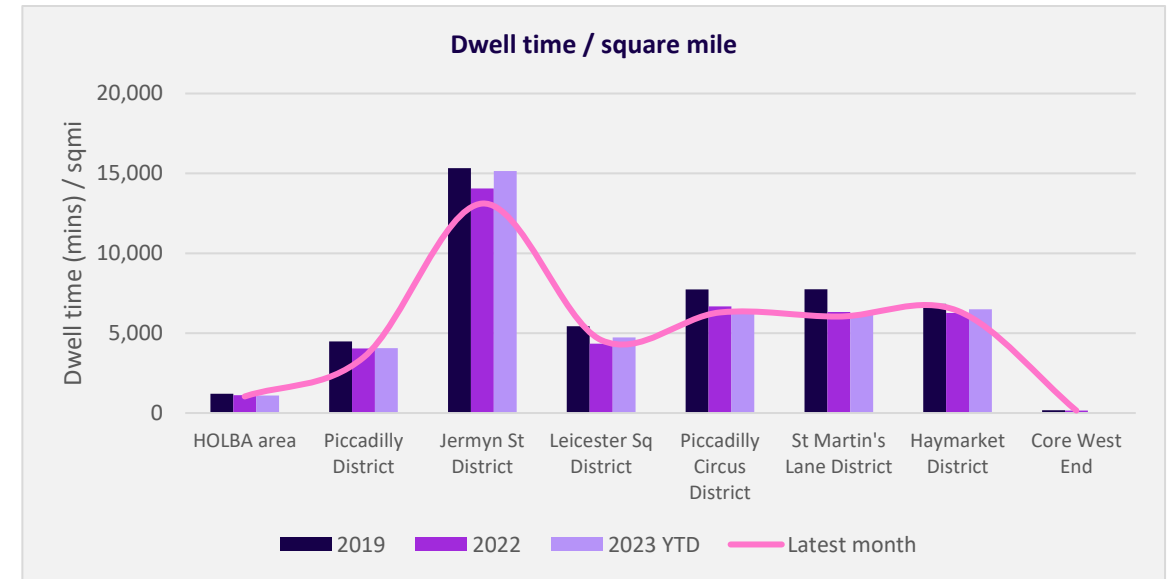 Dwell time / square mile
Dwell time (mins) / sqmi
20,000
15,000
10,000
5,000
0
HOLBA area
Piccadilly
District
Jermyn St
District
Leicester Sq
District
Piccadilly
Circus
District
St Martin's
Lane District
Haymarket
District
Core West
End
2019
2022
2023 YTD
Latest month